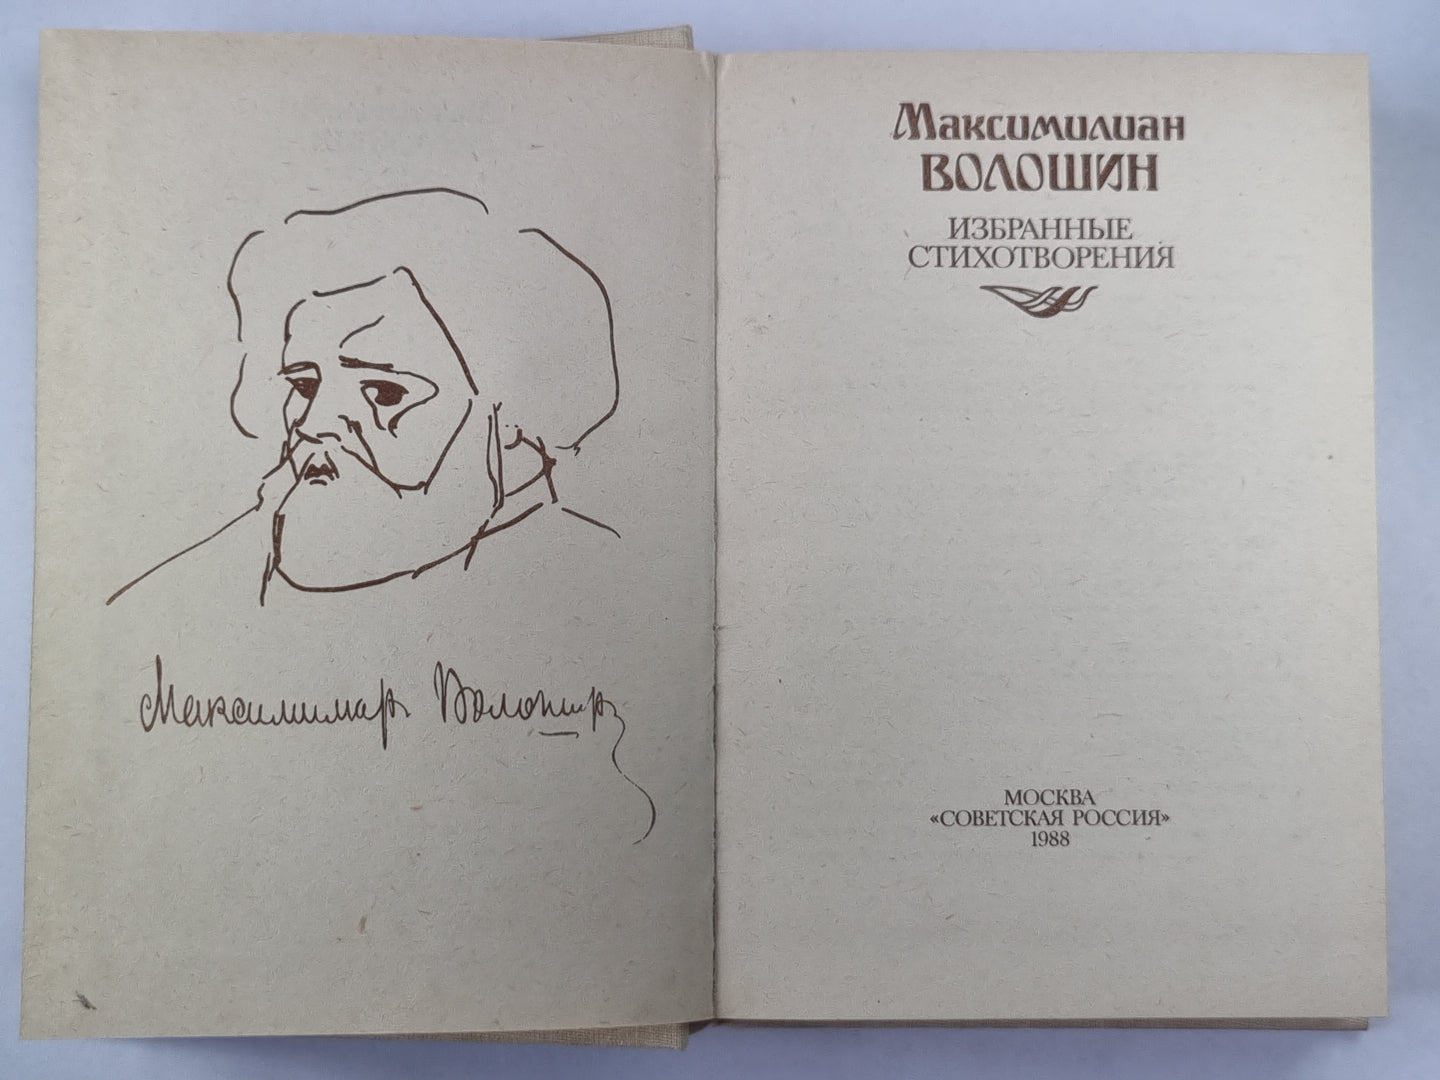 Максимилиан Волошин
Максимилиан
ВОЛОШИН
ИЗБРАННЫЕ
СТИХОТВОРЕНИЯ
МОСКВА
«СОВЕТСКАЯ РОССИЯ»
1988